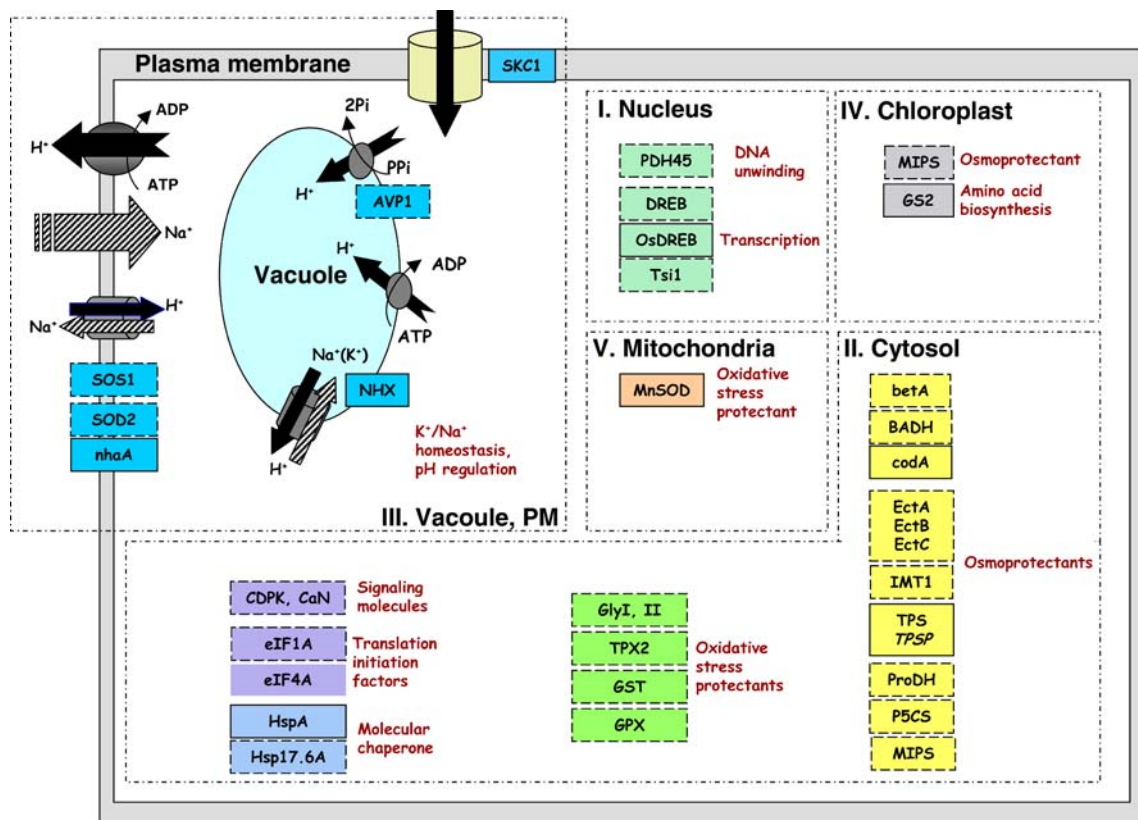 Plasma membrane
SKC1
ADP
H⁺
ATP
Na⁺
H⁺
Na⁺
SOS1
SOD2
nhaA
2Pi
PPi
H⁺
AVP1
H⁺
ADP
Vacuole
ATP
Na⁺(K⁺)
NHX
H⁺
K⁺/Na⁺
homeostasis,
pH regulation
III. Vacoule, PM
I. Nucleus
PDH45
DNA
unwinding
DREB
OsDREB
Transcription
Tsi1
IV. Chloroplast
MIPS
Osmoprotectant
GS2
Amino acid
biosynthesis
V. Mitochondria
MnSOD
Oxidative
stress
protectant
II. Cytosol
betA
BADH
codA
EctA
EctB
EctC
IMT1
TPS
TPSP
ProDH
P5CS
MIPS
Osmoprotectants
CDPK, CaN
Signaling
molecules
eIF1A
eIF4A
Translation
initiation
factors
HspA
Hsp17.6A
Molecular
chaperone
GlyI, II
TPX2
GST
GPX
Oxidative
stress
protectants